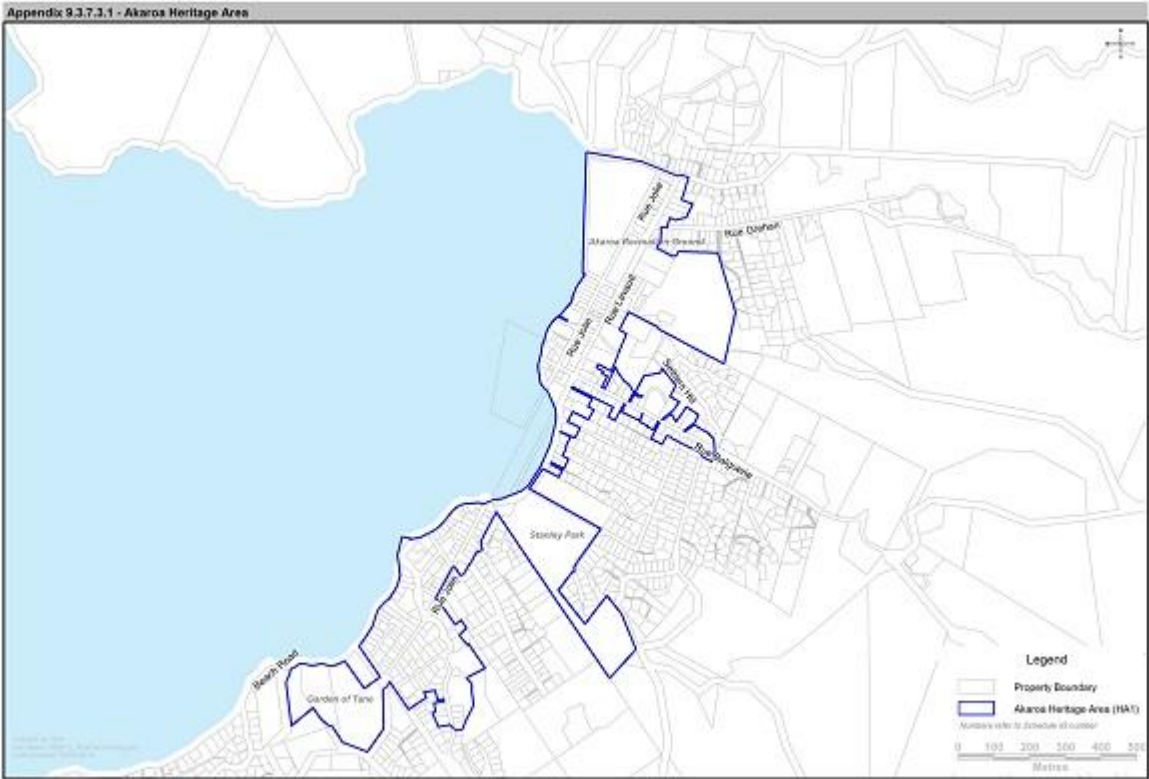 Appendix 9.3.7.3.1 - Akaroa Heritage Area
Rue Jolie
Rue Grehan
Akaroa Recreation Ground
Rue Lavaud
Rue Jolie
Settlers Hill
Rue Balguerie
Stanley Park
Rue Jolie
Beach Road
Garden of Tane
Legend
Property Boundary
Akaroa Heritage Area (HA1)
Numbers refer to Schedule ID number
0 100 200 300 400 500
Metres